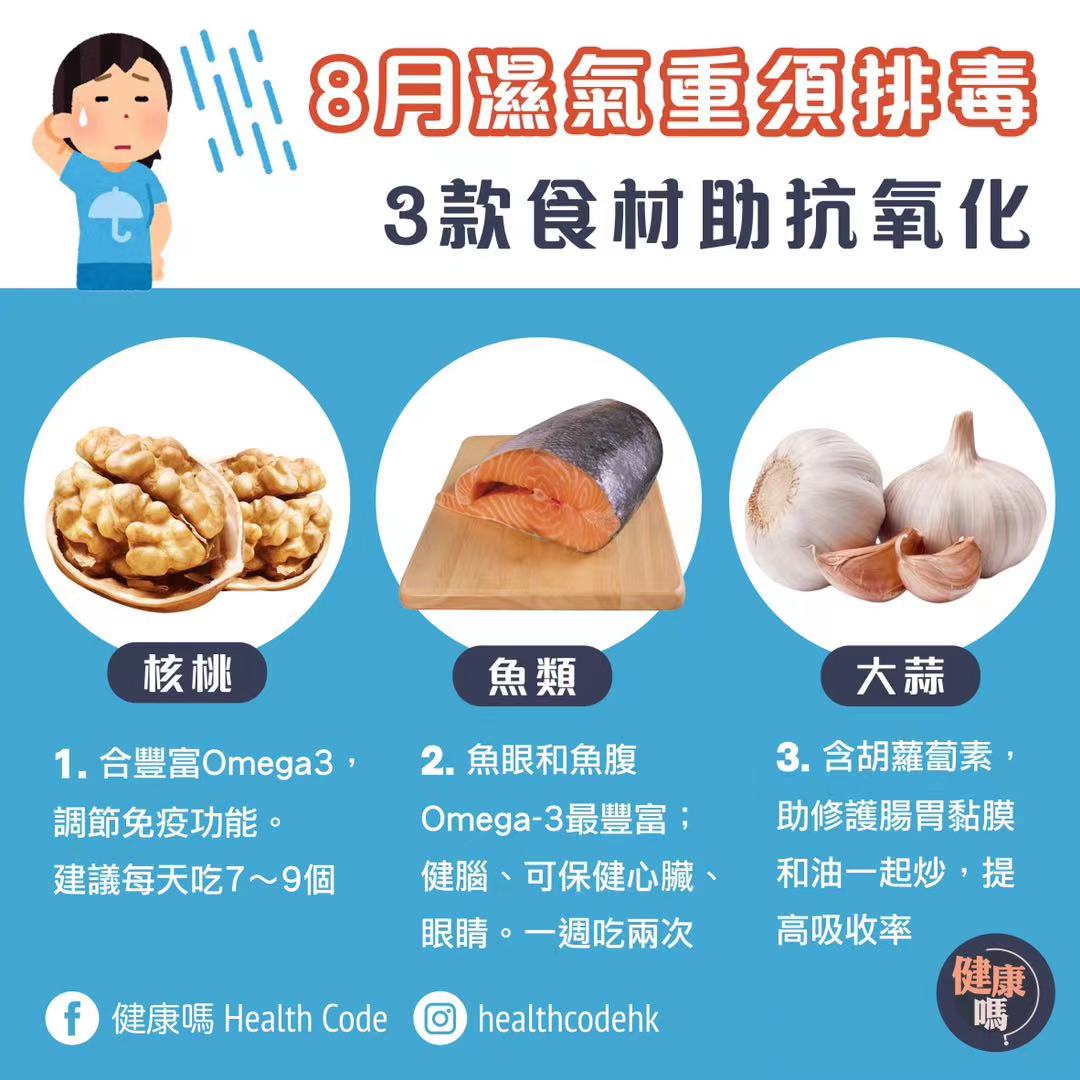 8月濕氣重須排毒
3款食材助抗氧化
核桃
魚類
大蒜
1. 合豐富Omega3，
調節免疫功能。
建議每天吃7～9個
2. 魚眼和魚腹
Omega-3最豐富；
健腦、可保健心臟、
眼睛。一週吃兩次
3. 含胡蘿蔔素，
助修護腸胃黏膜
和油一起炒，提
高吸收率
健康嗎 Health Code
healthcodehk
健康
嗎